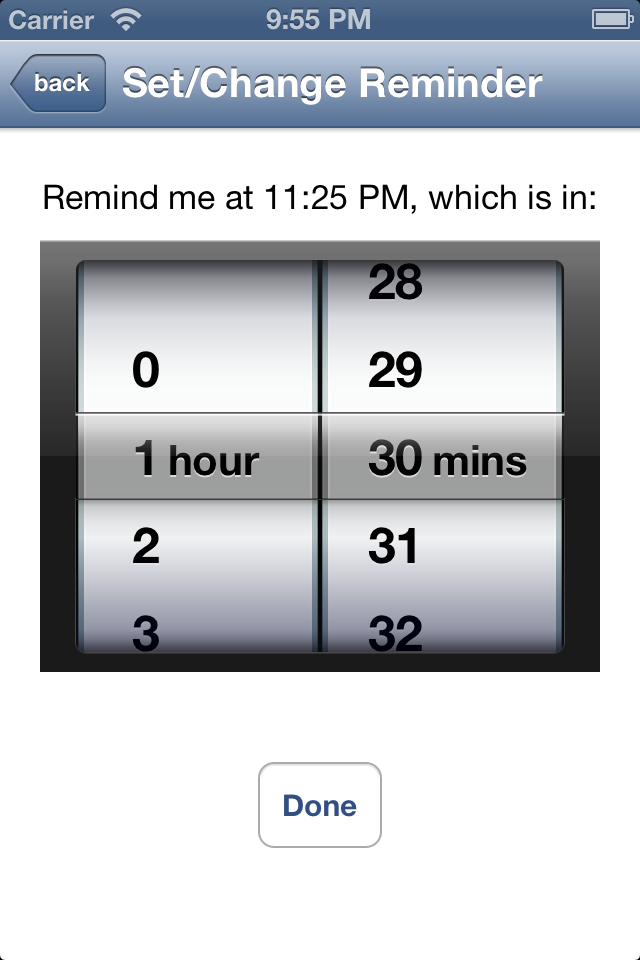 Carrier 9:55 PM
back Set/Change Reminder
Remind me at 11:25 PM, which is in:
28
0 29
1 hour 30 mins
2 31
3 32
Done